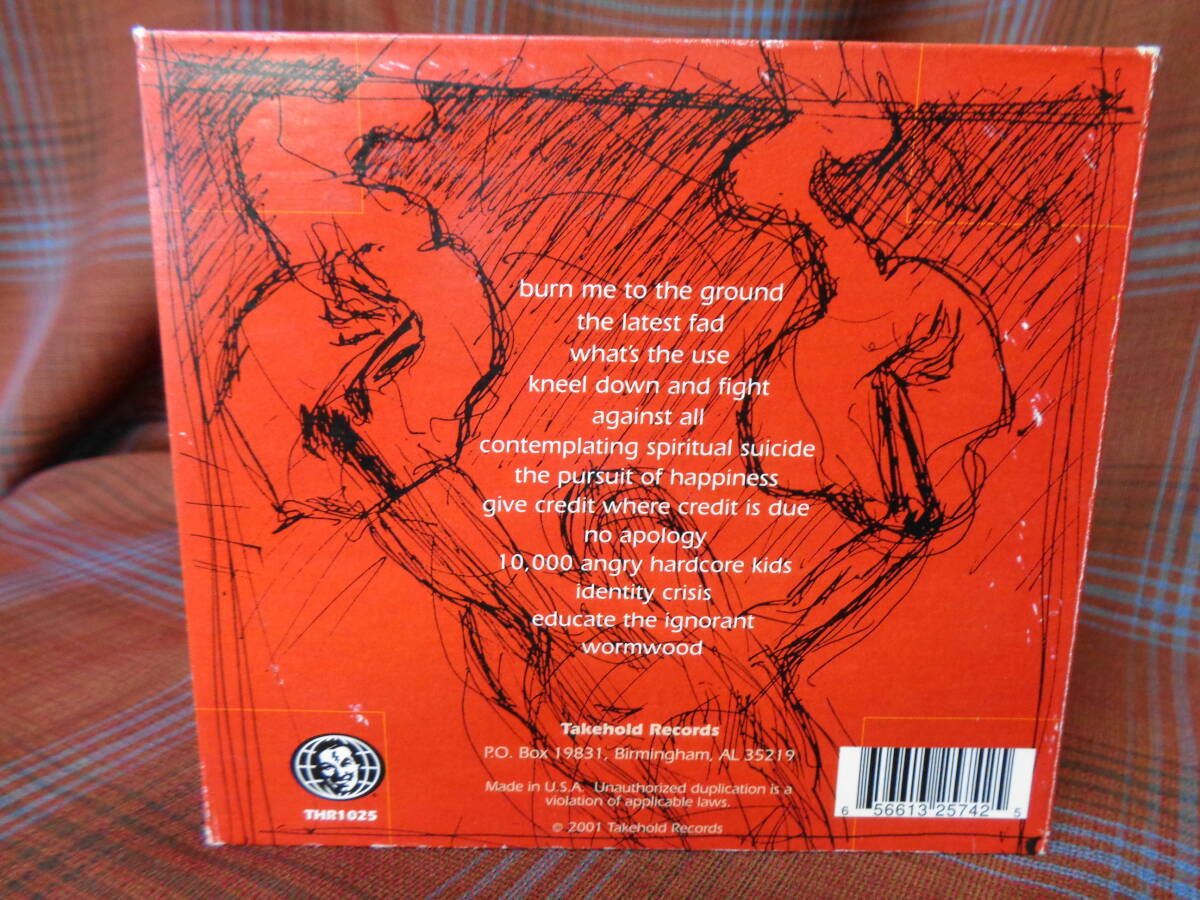 burn me to the ground
the latest fad
what's the use
kneel down and fight
against all
contemplating spiritual suicide
the pursuit of happiness
give credit where credit is due
no apology
10,000 angry hardcore kids
identity crisis
educate the ignorant
wormwood
Takehold Records
P.O. Box 19831, Birmingham, AL 35219
Made in U.S.A. Unauthorized duplication is a
violation of applicable laws.
© 2001 Takehold Records
THR1025
6 56613 25742 5